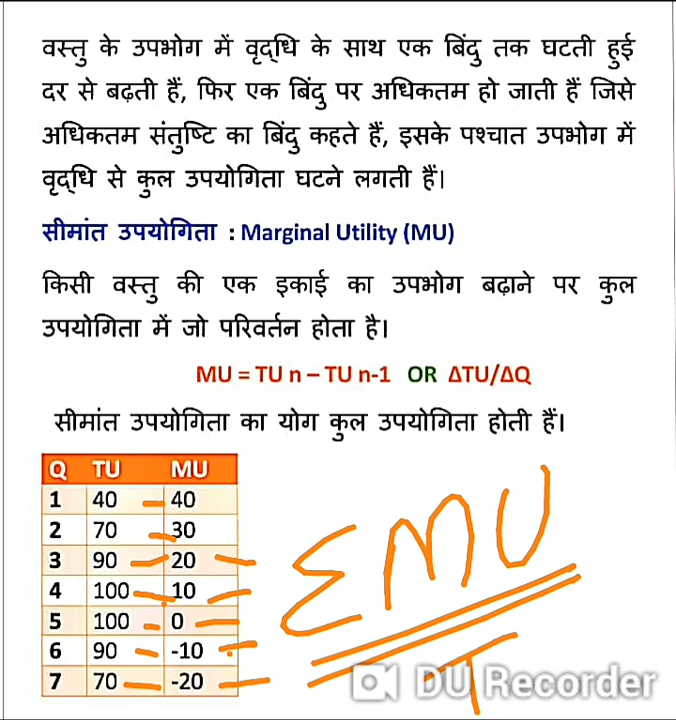 वस्तु के उपभोग में वृद्धि के साथ एक बिंदु तक घटती हुई
दर से बढ़ती हैं, फिर एक बिंदु पर अधिकतम हो जाती हैं जिसे
अधिकतम संतुष्टि का बिंदु कहते हैं, इसके पश्चात उपभोग में
वृद्धि से कुल उपयोगिता घटने लगती हैं।
सीमांत उपयोगिता : Marginal Utility (MU)
किसी वस्तु की एक इकाई का उपभोग बढ़ाने पर कुल
उपयोगिता में जो परिवर्तन होता है।
MU = TU n – TU n-1 OR ΔTU/ΔQ
सीमांत उपयोगिता का योग कुल उपयोगिता होती हैं।
Q TU MU
1 40 40
2 70 30
3 90 20
4 100 10
5 100 0
6 90 -10
7 70 -20
ΣMU
T
DU Recorder